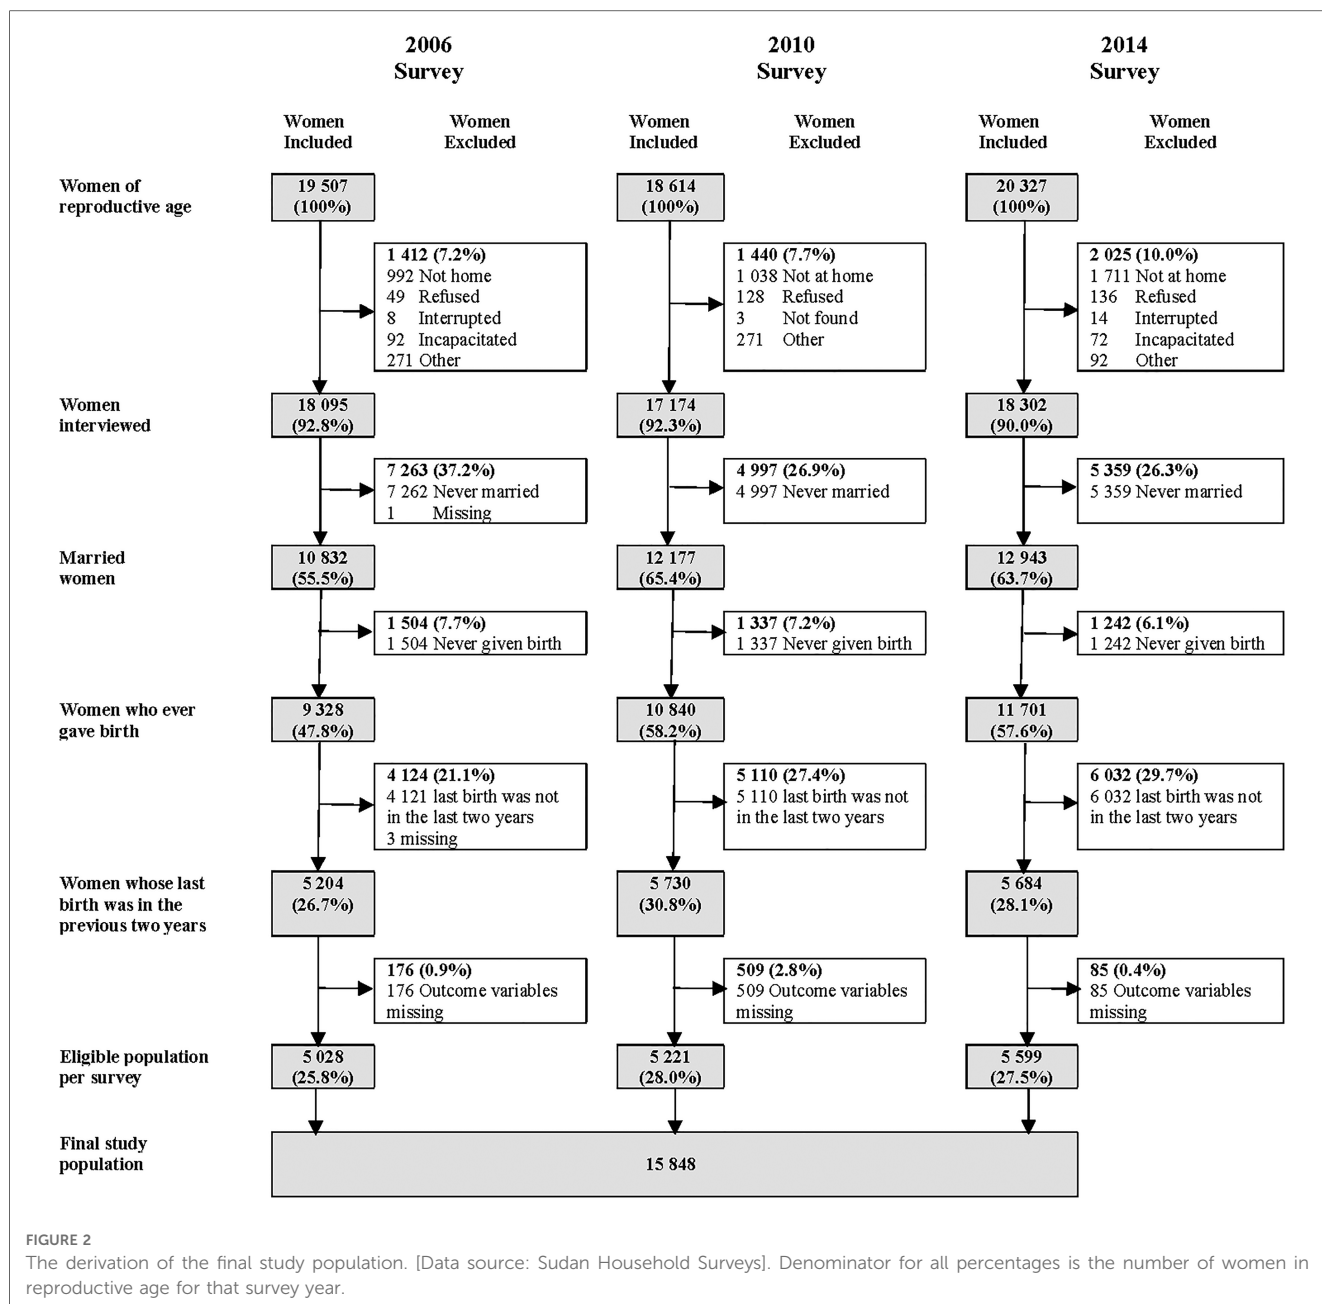 2006
Survey
2010
Survey
2014
Survey
Women
Included
Women
Excluded
Women
Included
Women
Excluded
Women
Included
Women
Excluded
Women of
reproductive age
19 507
(100%)
18 614
(100%)
20 327
(100%)
1 412 (7.2%)
992 Not home
49 Refused
8 Interrupted
92 Incapacitated
271 Other
1 440 (7.7%)
1 038 Not at home
128 Refused
3 Not found
271 Other
2 025 (10.0%)
1 711 Not at home
136 Refused
14 Interrupted
72 Incapacitated
92 Other
Women
interviewed
18 095
(92.8%)
17 174
(92.3%)
18 302
(90.0%)
7 263 (37.2%)
7 262 Never married
1 Missing
4 997 (26.9%)
4 997 Never married
5 359 (26.3%)
5 359 Never married
Married
women
10 832
(55.5%)
12 177
(65.4%)
12 943
(63.7%)
1 504 (7.7%)
1 504 Never given birth
1 337 (7.2%)
1 337 Never given birth
1 242 (6.1%)
1 242 Never given birth
Women who ever
gave birth
9 328
(47.8%)
10 840
(58.2%)
11 701
(57.6%)
4 124 (21.1%)
4 121 last birth was not
in the last two years
3 missing
5 110 (27.4%)
5 110 last birth was not
in the last two years
6 032 (29.7%)
6 032 last birth was not
in the last two years
Women whose last
birth was in the
previous two years
5 204
(26.7%)
5 730
(30.8%)
5 684
(28.1%)
176 (0.9%)
176 Outcome variables
missing
509 (2.8%)
509 Outcome variables
missing
85 (0.4%)
85 Outcome variables
missing
Eligible population
per survey
5 028
(25.8%)
5 221
(28.0%)
5 599
(27.5%)
Final study
population
15 848
FIGURE 2
The derivation of the final study population. [Data source: Sudan Household Surveys]. Denominator for all percentages is the number of women in
reproductive age for that survey year.